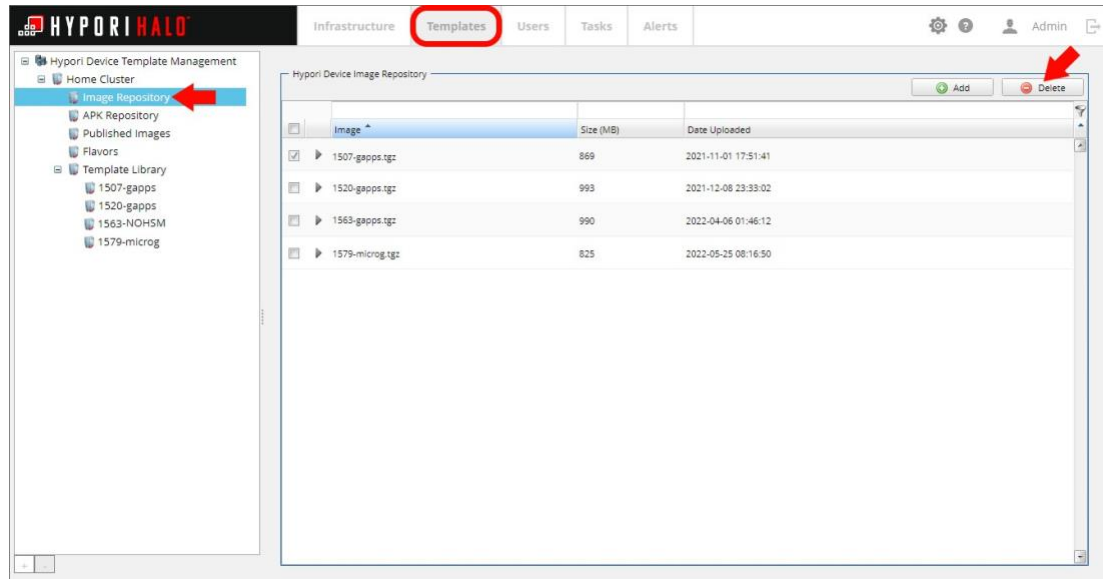 HYPORI HALO
Infrastructure
Templates
Users
Tasks
Alerts
Admin
Hypori Device Template Management
Home Cluster
Image Repository
APK Repository
Published Images
Flavors
Template Library
1507-gapps
1520-gapps
1563-NOHSM
1579-microg
Hypori Device Image Repository
Add
Delete
Image Size (MB) Date Uploaded
1507-gapps.tgz 869 2021-11-01 17:51:41
1520-gapps.tgz 993 2021-12-08 23:33:02
1563-gapps.tgz 990 2022-04-06 01:46:12
1579-microg.tgz 825 2022-05-25 08:16:50